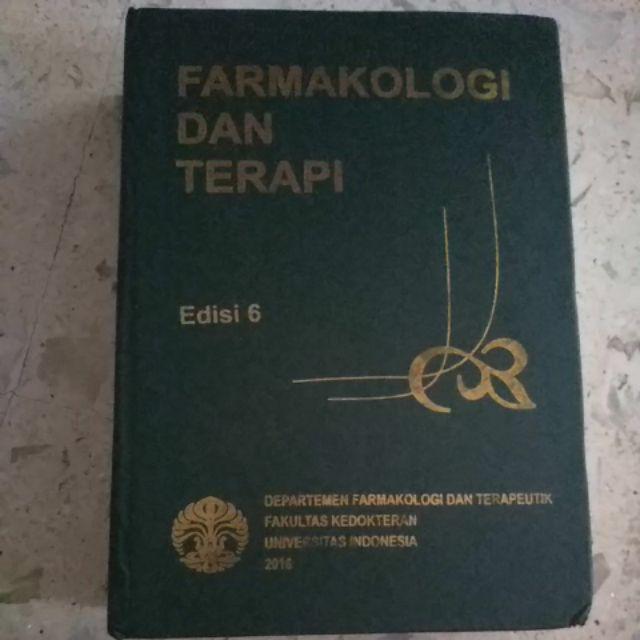 FARMAKOLOGI
DAN
TERAPI
Edisi 6
DEPARTEMEN FARMAKOLOGI DAN TERAPEUTIK
FAKULTAS KEDOKTERAN
UNIVERSITAS INDONESIA
2016